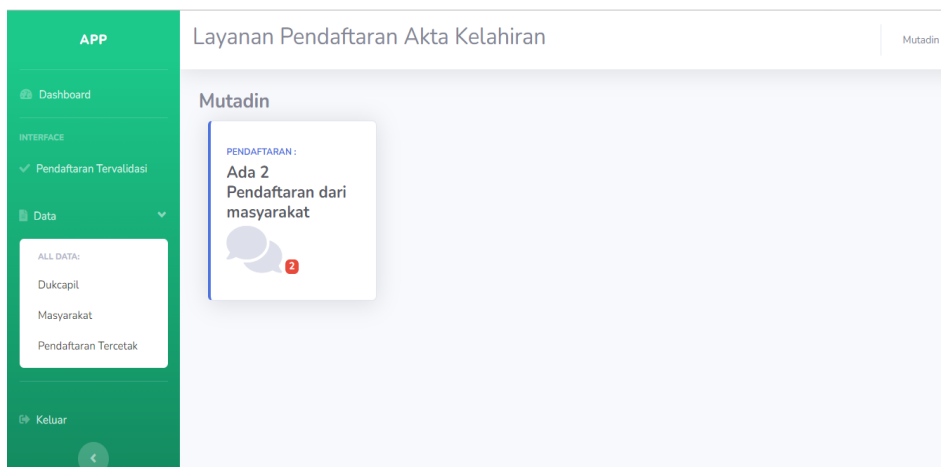 APP
Dashboard
INTERFACE
Pendaftaran Tervalidasi
Data
ALL DATA:
Dukcapil
Masyarakat
Pendaftaran Tercetak
Keluar
Layanan Pendaftaran Akta Kelahiran
Mutadin
Mutadin
PENDAFTARAN :
Ada 2
Pendaftaran dari
masyarakat
2